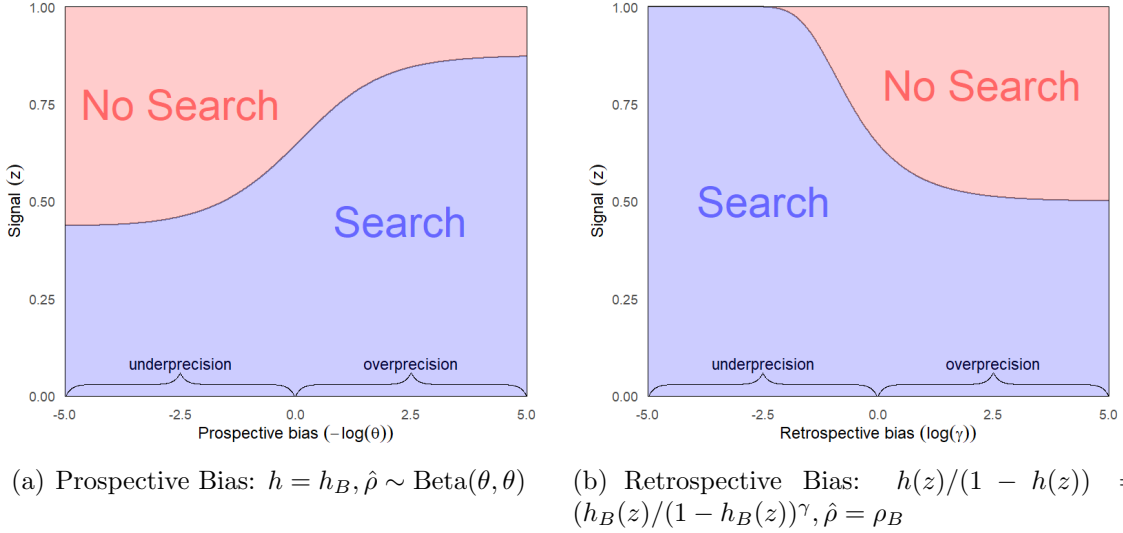 1.00
0.75
0.50
0.25
0.00
Signal (z)
No Search
Search
underprecision
overprecision
-5.0
-2.5
0.0
2.5
5.0
Prospective bias (−log(θ))
(a) Prospective Bias: h = h_B, ρ̂ ∼ Beta(θ, θ)
1.00
0.75
0.50
0.25
0.00
Signal (z)
No Search
Search
underprecision
overprecision
-5.0
-2.5
0.0
2.5
5.0
Retrospective bias (log(γ))
(b) Retrospective Bias: h(z)/(1 − h(z)) =
(h_B(z)/(1 − h_B(z))^γ, ρ̂ = ρ_B